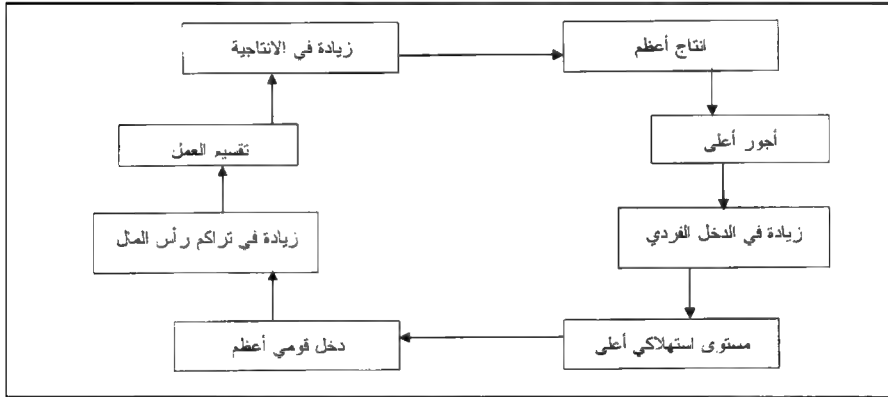 زيادة في الانتاجية
انتاج أعظم
تقسيم العمل
أجور أعلى
زيادة في تراكم رأس المال
زيادة في الدخل الفردي
دخل قومي أعظم
مستوى استهلاكي أعلى